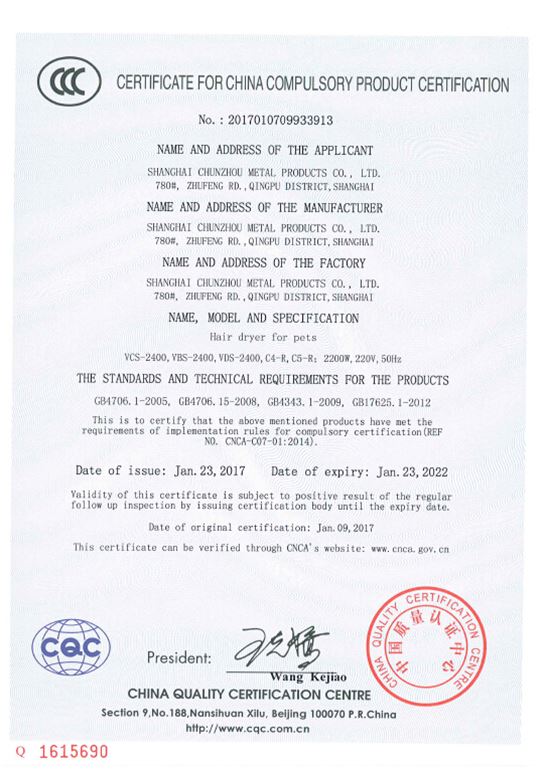 CCC CERTIFICATE FOR CHINA COMPULSORY PRODUCT CERTIFICATION
No. : 2017010709933913
NAME AND ADDRESS OF THE APPLICANT
SHANGHAI CHUNZHOU METAL PRODUCTS CO., LTD.
780#, ZHUFENG RD., QINGPU DISTRICT, SHANGHAI
NAME AND ADDRESS OF THE MANUFACTURER
SHANGHAI CHUNZHOU METAL PRODUCTS CO., LTD.
780#, ZHUFENG RD., QINGPU DISTRICT, SHANGHAI
NAME AND ADDRESS OF THE FACTORY
SHANGHAI CHUNZHOU METAL PRODUCTS CO., LTD.
780#, ZHUFENG RD., QINGPU DISTRICT, SHANGHAI
NAME, MODEL AND SPECIFICATION
Hair dryer for pets
VCS-2400, VBS-2400, VDS-2400, C4-R, C5-R: 2200W, 220V, 50Hz
THE STANDARDS AND TECHNICAL REQUIREMENTS FOR THE PRODUCTS
GB4706.1-2005, GB4706.15-2008, GB4343.1-2009, GB17625.1-2012
This is to certify that the above mentioned products have met the
requirements of implementation rules for compulsory certification(REF
NO. CNCA-C07-01:2014).
Date of issue: Jan. 23, 2017 Date of expiry: Jan. 23, 2022
Validity of this certificate is subject to positive result of the regular
follow up inspection by issuing certification body until the expiry date.
Date of original certification: Jan. 09, 2017
This certificate can be verified through CNCA's website: www.cnca.gov.cn
CHINA QUALITY CERTIFICATION CENTRE
中国质量认证中心
CQC
President:
Wang Kejiao
CHINA QUALITY CERTIFICATION CENTRE
Section 9,No.188,Nansihuan Xilu, Beijing 100070 P.R.China
http://www.cqc.com.cn
Q 1615690